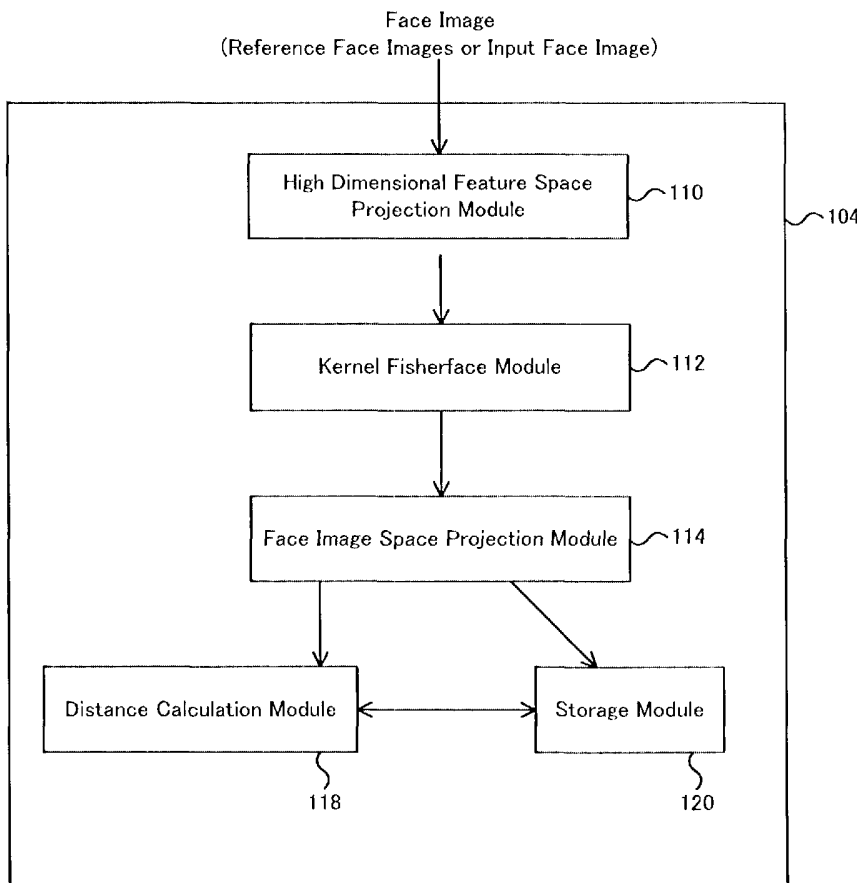 Face Image
(Reference Face Images or Input Face Image)
High Dimensional Feature Space
Projection Module
110
104
Kernel Fisherface Module
112
Face Image Space Projection Module
114
Distance Calculation Module
Storage Module
118
120